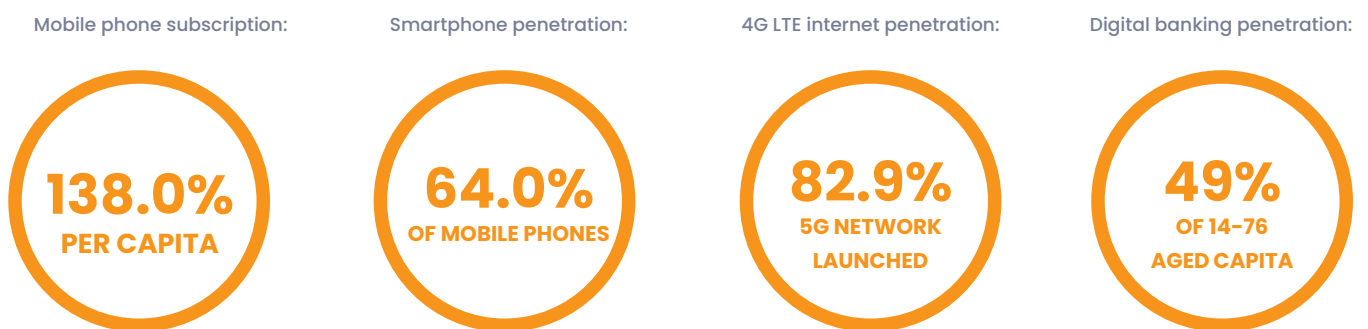 Mobile phone subscription:
138.0%
PER CAPITA
Smartphone penetration:
64.0%
OF MOBILE PHONES
4G LTE internet penetration:
82.9%
5G NETWORK
LAUNCHED
Digital banking penetration:
49%
OF 14-76
AGED CAPITA